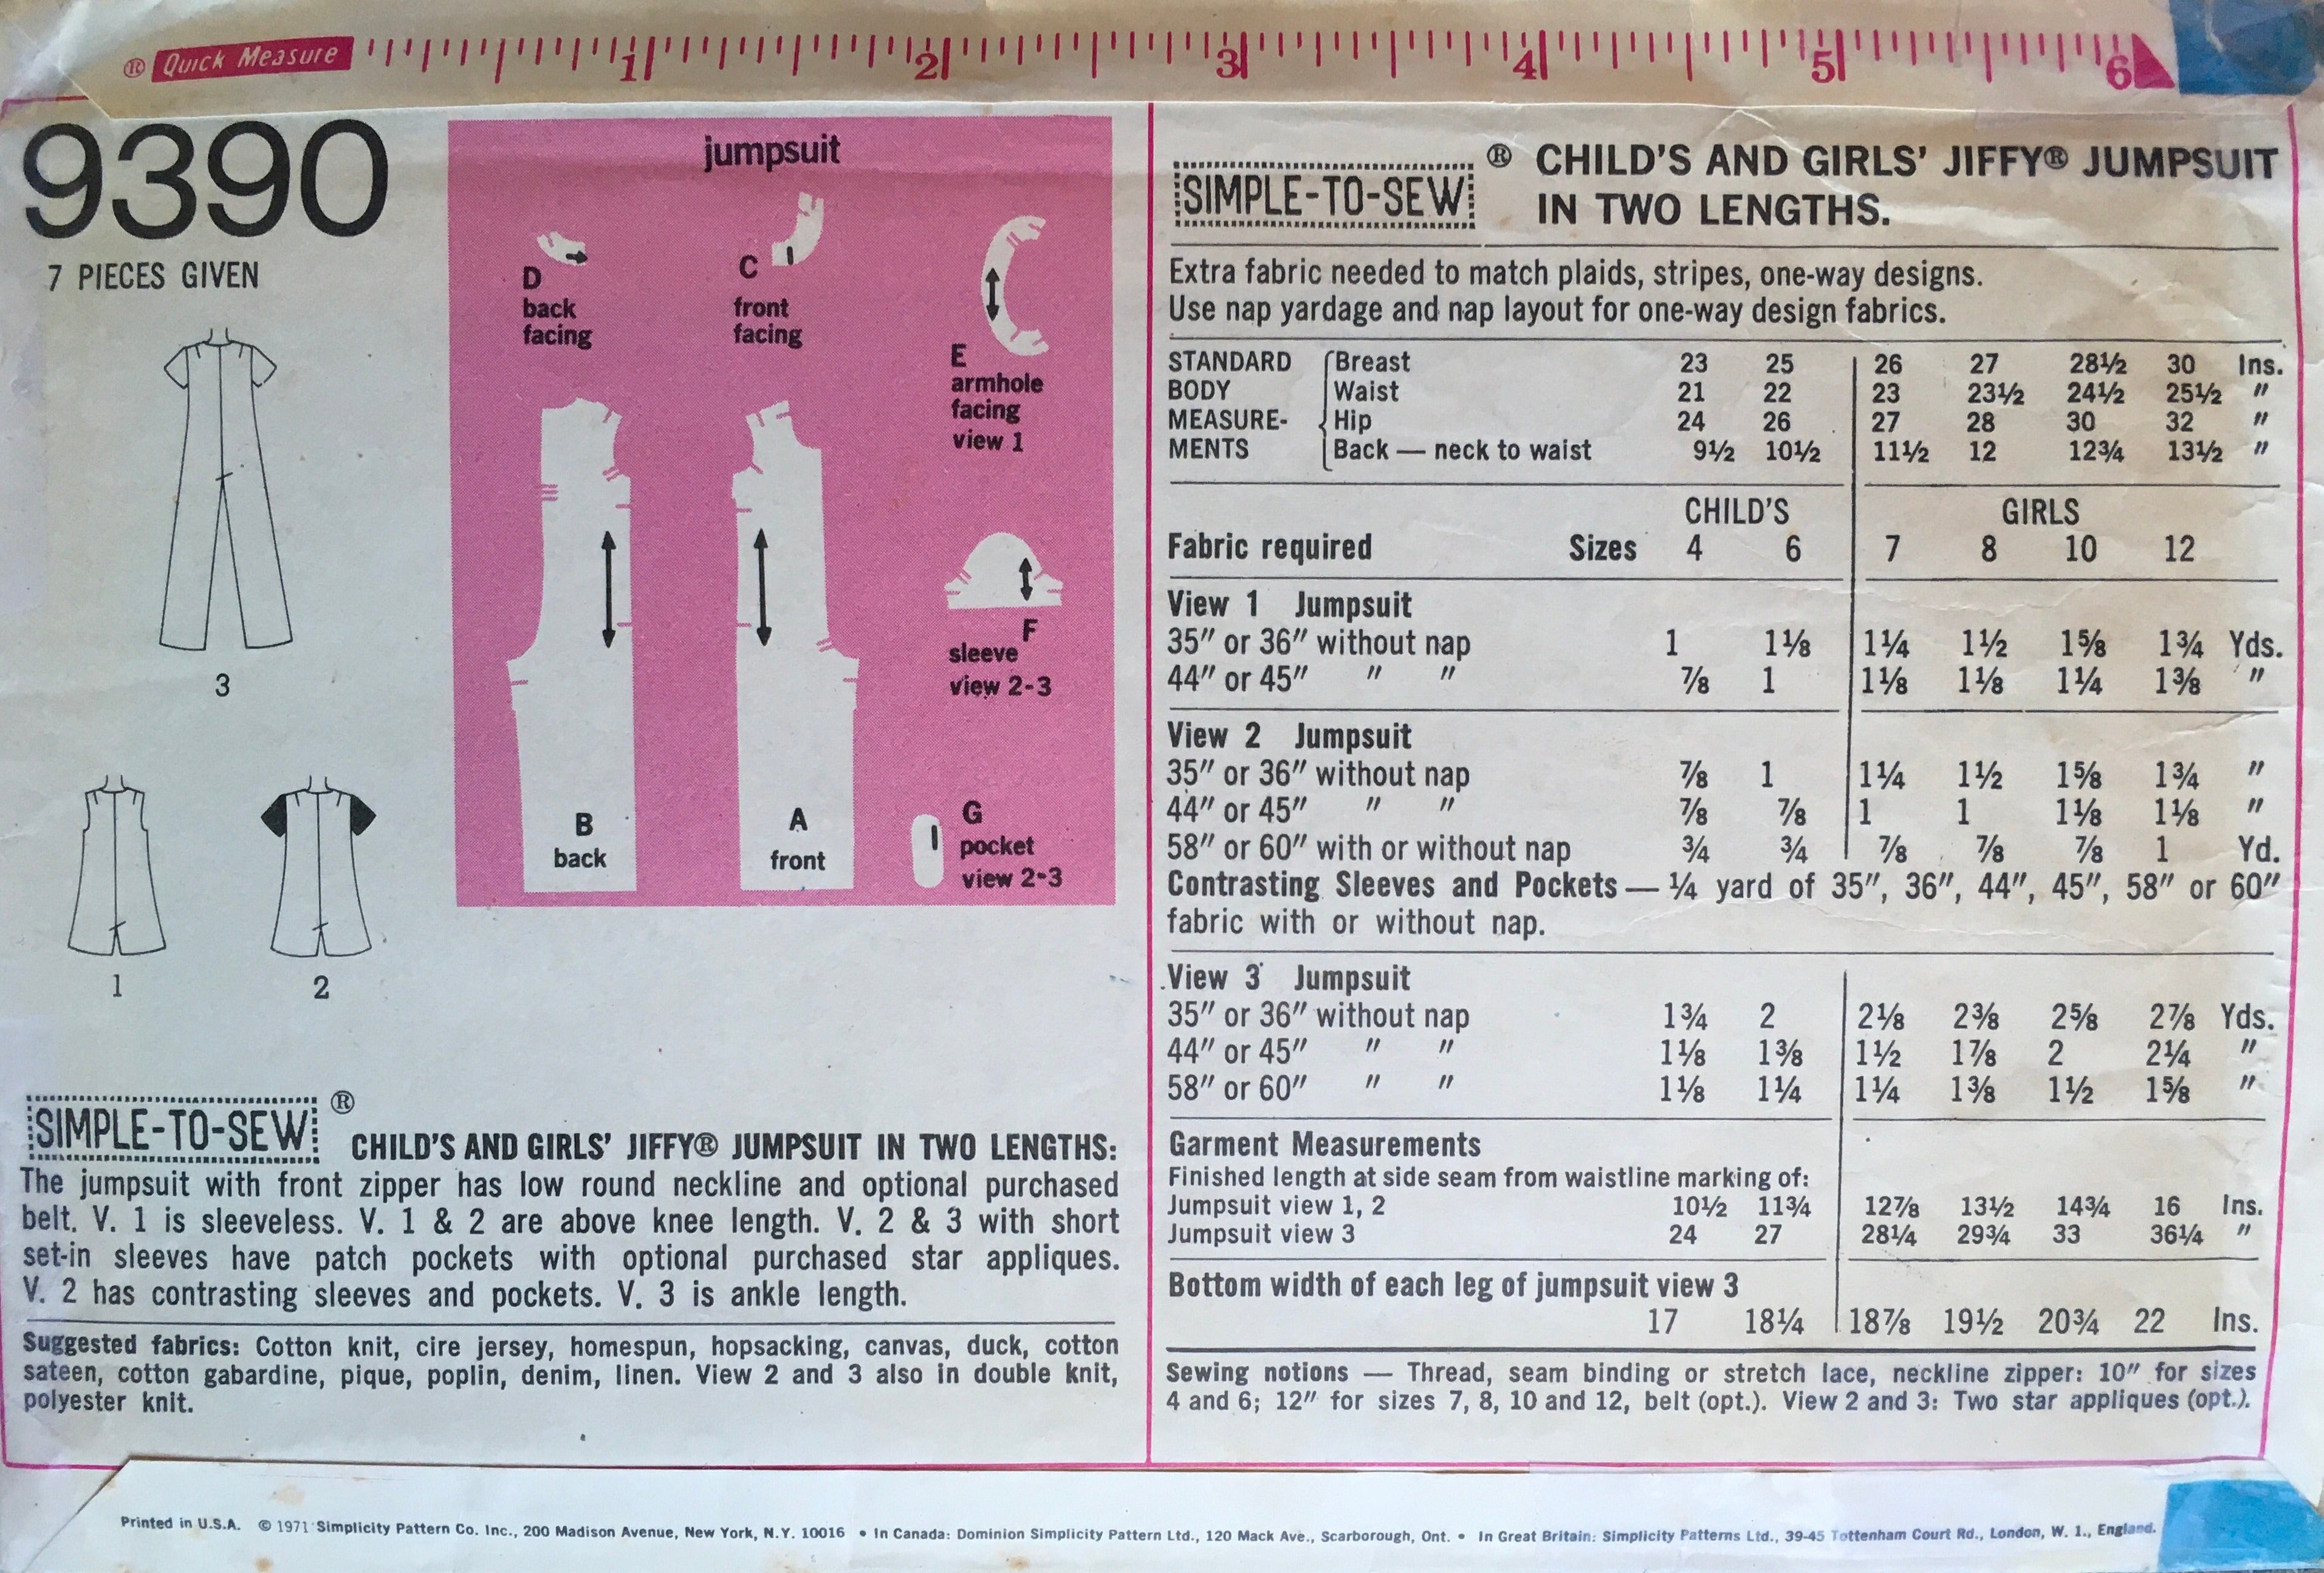 ® Quick Measure 1 2 3 4 5 6
9390
7 PIECES GIVEN
3
1
2
jumpsuit
D
back
facing
C
front
facing
E
armhole
facing
view 1
F
sleeve
view 2-3
B
back
A
front
G
pocket
view 2-3
SIMPLE-TO-SEW ® CHILD'S AND GIRLS' JIFFY® JUMPSUIT IN TWO LENGTHS:
The jumpsuit with front zipper has low round neckline and optional purchased
belt. V. 1 is sleeveless. V. 1 & 2 are above knee length. V. 2 & 3 with short
set-in sleeves have patch pockets with optional purchased star appliques.
V. 2 has contrasting sleeves and pockets. V. 3 is ankle length.
Suggested fabrics: Cotton knit, cire jersey, homespun, hopsacking, canvas, duck, cotton
sateen, cotton gabardine, pique, poplin, denim, linen. View 2 and 3 also in double knit,
polyester knit.
SIMPLE-TO-SEW ® CHILD'S AND GIRLS' JIFFY® JUMPSUIT
IN TWO LENGTHS.
Extra fabric needed to match plaids, stripes, one-way designs.
Use nap yardage and nap layout for one-way design fabrics.
STANDARD Breast 23 25 26 27 28½ 30 Ins.
BODY Waist 21 22 23 23½ 24½ 25½ "
MEASURE- Hip 24 26 27 28 30 32 "
MENTS Back — neck to waist 9½ 10½ 11½ 12 12¾ 13½ "
CHILD'S GIRLS
Fabric required Sizes 4 6 7 8 10 12
View 1 Jumpsuit
35" or 36" without nap 1 1⅛ 1¼ 1½ 1⅝ 1¾ Yds.
44" or 45" " " ⅞ 1 1⅛ 1⅛ 1¼ 1⅜ "
View 2 Jumpsuit
35" or 36" without nap ⅞ 1 1¼ 1½ 1⅝ 1¾ "
44" or 45" " " ⅞ ⅞ 1 1 1⅛ 1⅛ "
58" or 60" with or without nap ¾ ¾ ⅞ ⅞ ⅞ 1 Yd.
Contrasting Sleeves and Pockets — ¼ yard of 35", 36", 44", 45", 58" or 60"
fabric with or without nap.
View 3 Jumpsuit
35" or 36" without nap 1¾ 2 2⅛ 2⅜ 2⅝ 2⅞ Yds.
44" or 45" " " 1⅛ 1⅜ 1½ 1⅞ 2 2¼ "
58" or 60" " " 1⅛ 1¼ 1¼ 1⅜ 1½ 1⅝ "
Garment Measurements
Finished length at side seam from waistline marking of:
Jumpsuit view 1, 2 10½ 11¾ 12⅞ 13½ 14¾ 16 Ins.
Jumpsuit view 3 24 27 28¼ 29¾ 33 36¼ "
Bottom width of each leg of jumpsuit view 3
17 18¼ 18⅞ 19½ 20¾ 22 Ins.
Sewing notions — Thread, seam binding or stretch lace, neckline zipper: 10" for sizes
4 and 6; 12" for sizes 7, 8, 10 and 12, belt (opt.). View 2 and 3: Two star appliques (opt.).
Printed in U.S.A. © 1971 Simplicity Pattern Co. Inc., 200 Madison Avenue, New York, N.Y. 10016 • In Canada: Dominion Simplicity Pattern Ltd., 120 Mack Ave., Scarborough, Ont. • In Great Britain: Simplicity Patterns Ltd., 39-45 Tottenham Court Rd., London, W. 1., England.